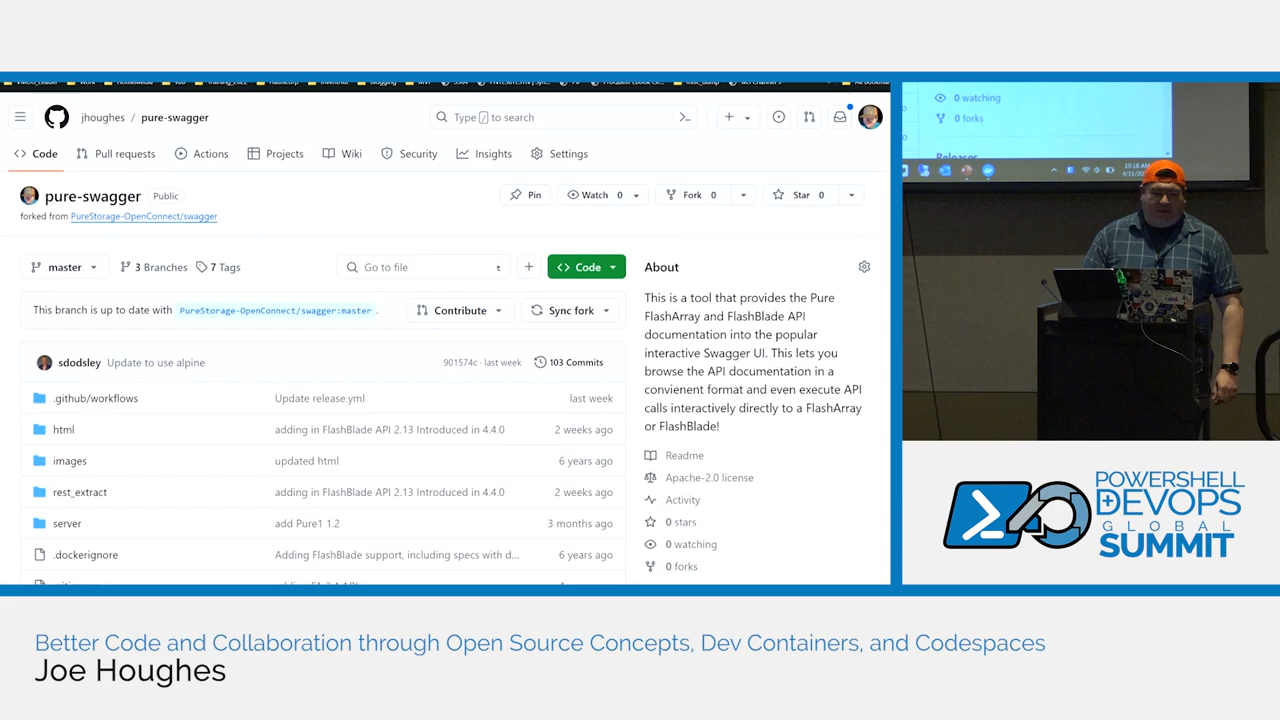 jhoughes / pure-swagger
Type / to search
Code
Pull requests
Actions
Projects
Wiki
Security
Insights
Settings
pure-swagger
Public
forked from PureStorage-OpenConnect/swagger
Pin
Watch 0
Fork 0
Star 0
master
3 Branches
7 Tags
Go to file
t
Code
This branch is up to date with PureStorage-OpenConnect/swagger:master .
Contribute
Sync fork
sdodsley Update to use alpine
901574c · last week
103 Commits
.github/workflows Update release.yml last week
html adding in FlashBlade API 2.13 Introduced in 4.4.0 2 weeks ago
images updated html 6 years ago
rest_extract adding in FlashBlade API 2.13 Introduced in 4.4.0 2 weeks ago
server add Pure1 1.2 3 months ago
.dockerignore Adding FlashBlade support, including specs with d... 6 years ago
About
This is a tool that provides the Pure
FlashArray and FlashBlade API
documentation into the popular
interactive Swagger UI. This lets you
browse the API documentation in a
convienent format and even execute API
calls interactively directly to a FlashArray
or FlashBlade!
Readme
Apache-2.0 license
Activity
0 stars
0 watching
0 forks
0 watching
0 forks
Releases
10:18 AM
POWERSHELL
+DEVOPS
GLOBAL
SUMMIT
Better Code and Collaboration through Open Source Concepts, Dev Containers, and Codespaces
Joe Houghes